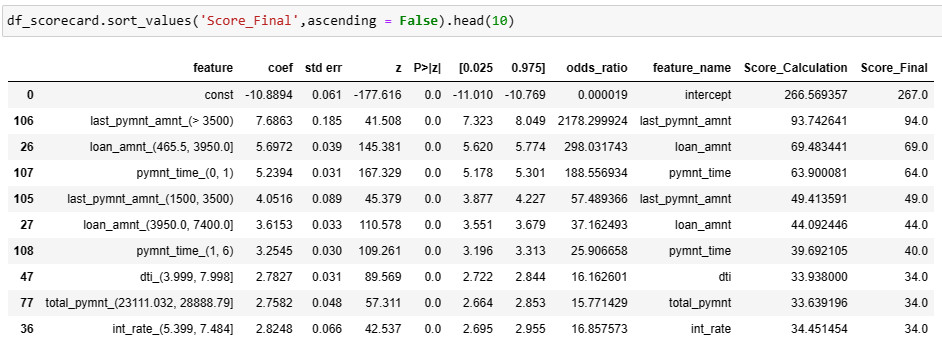 df_scorecard.sort_values('Score_Final',ascending = False).head(10)
feature coef std err z P>|z| [0.025 0.975] odds_ratio feature_name Score_Calculation Score_Final
0 const -10.8894 0.061 -177.616 0.0 -11.010 -10.769 0.000019 intercept 266.569357 267.0
106 last_pymnt_amnt_(> 3500) 7.6863 0.185 41.508 0.0 7.323 8.049 2178.299924 last_pymnt_amnt 93.742641 94.0
26 loan_amnt_(465.5, 3950.0] 5.6972 0.039 145.381 0.0 5.620 5.774 298.031743 loan_amnt 69.483441 69.0
107 pymnt_time_(0, 1) 5.2394 0.031 167.329 0.0 5.178 5.301 188.556934 pymnt_time 63.900081 64.0
105 last_pymnt_amnt_(1500, 3500) 4.0516 0.089 45.379 0.0 3.877 4.227 57.489366 last_pymnt_amnt 49.413591 49.0
27 loan_amnt_(3950.0, 7400.0] 3.6153 0.033 110.578 0.0 3.551 3.679 37.162493 loan_amnt 44.092446 44.0
108 pymnt_time_(1, 6) 3.2545 0.030 109.261 0.0 3.196 3.313 25.906658 pymnt_time 39.692105 40.0
47 dti_(3.999, 7.998] 2.7827 0.031 89.569 0.0 2.722 2.844 16.162601 dti 33.938000 34.0
77 total_pymnt_(23111.032, 28888.79] 2.7582 0.048 57.311 0.0 2.664 2.853 15.771429 total_pymnt 33.639196 34.0
36 int_rate_(5.399, 7.484] 2.8248 0.066 42.537 0.0 2.695 2.955 16.857573 int_rate 34.451454 34.0